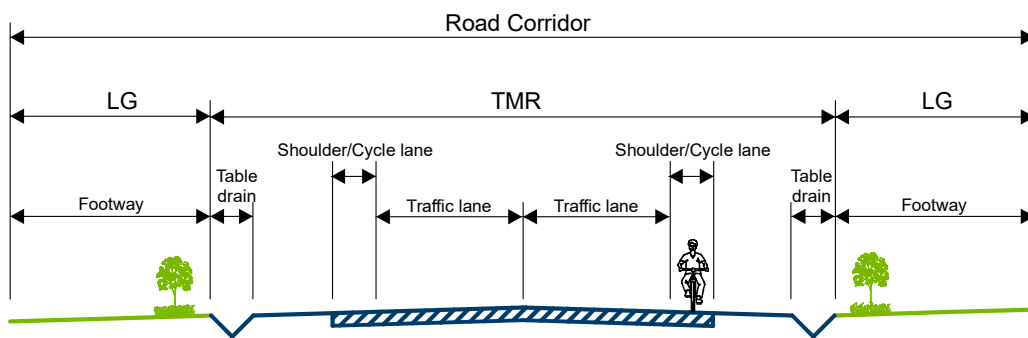 Road Corridor
LG
TMR
LG
Shoulder/Cycle lane
Shoulder/Cycle lane
Table
drain
Table
drain
Footway
Traffic lane
Traffic lane
Footway